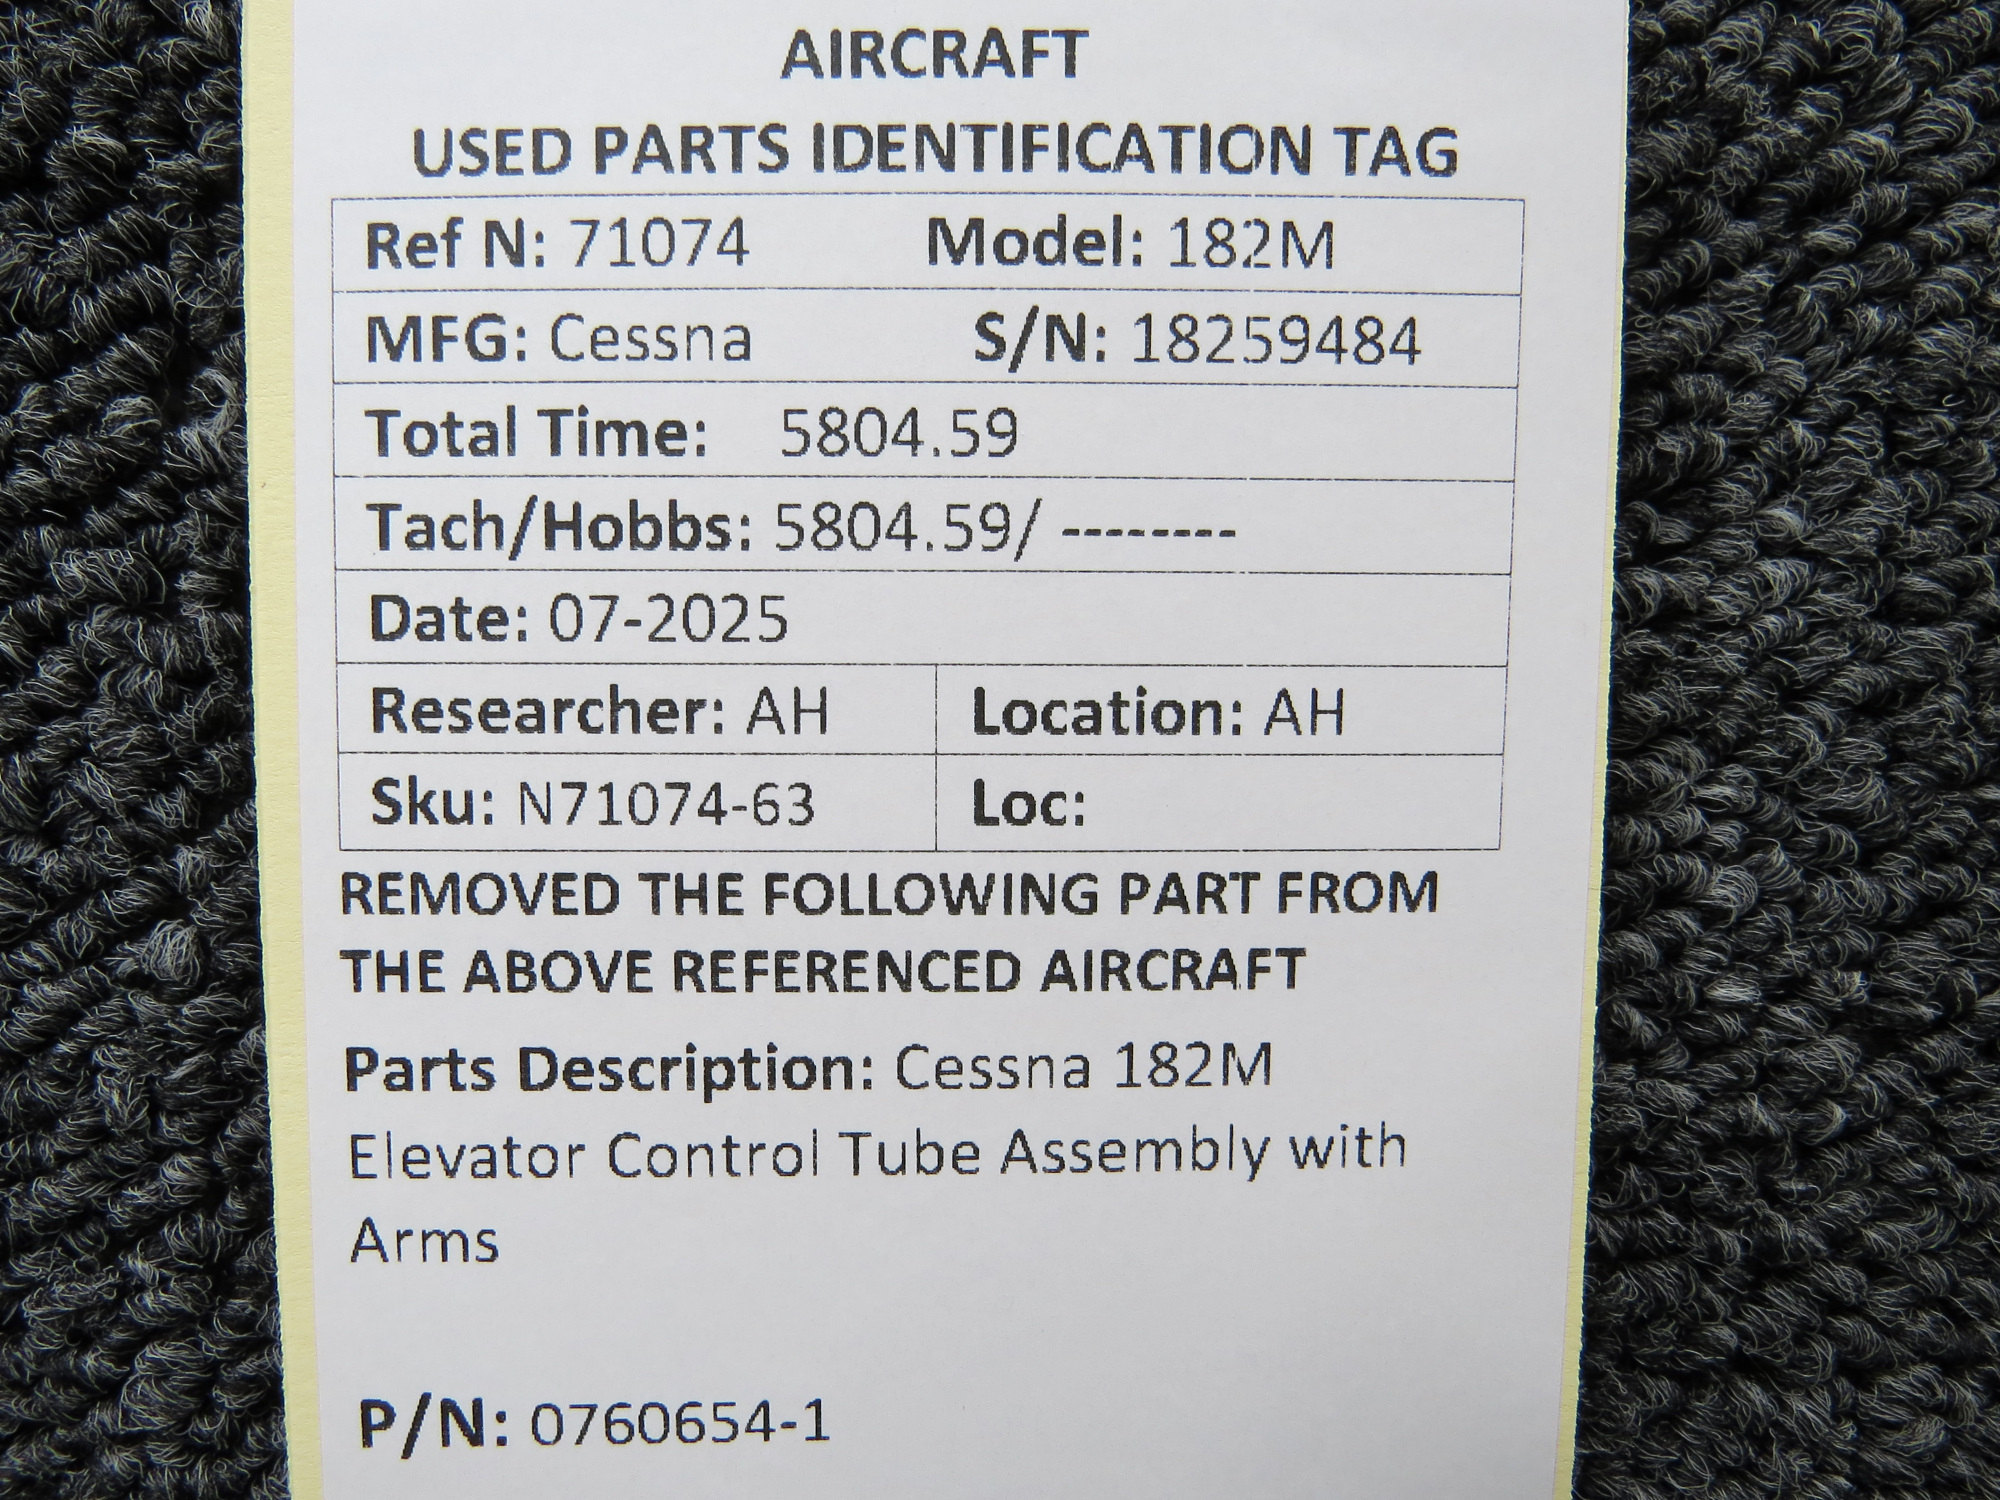 AIRCRAFT
USED PARTS IDENTIFICATION TAG
Ref N: 71074 Model: 182M
MFG: Cessna S/N: 18259484
Total Time: 5804.59
Tach/Hobbs: 5804.59/ --------
Date: 07-2025
Researcher: AH Location: AH
Sku: N71074-63 Loc:
REMOVED THE FOLLOWING PART FROM
THE ABOVE REFERENCED AIRCRAFT
Parts Description: Cessna 182M
Elevator Control Tube Assembly with
Arms
P/N: 0760654-1